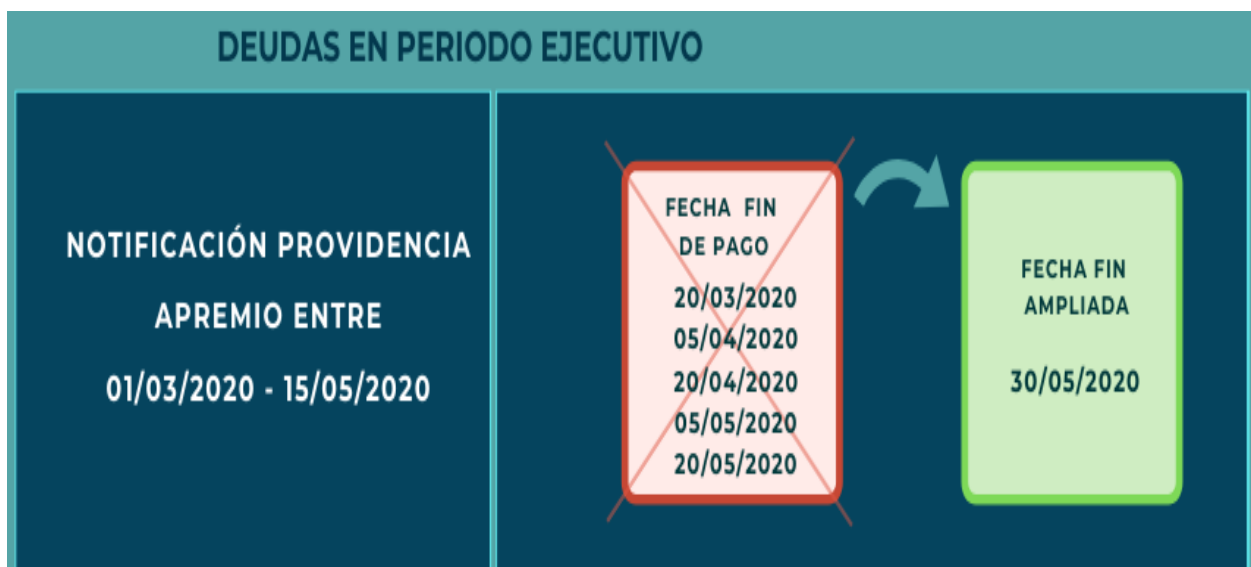 DEUDAS EN PERIODO EJECUTIVO
NOTIFICACIÓN PROVIDENCIA
APREMIO ENTRE
01/03/2020 - 15/05/2020
FECHA FIN
DE PAGO
20/03/2020
05/04/2020
20/04/2020
05/05/2020
20/05/2020
FECHA FIN
AMPLIADA
30/05/2020